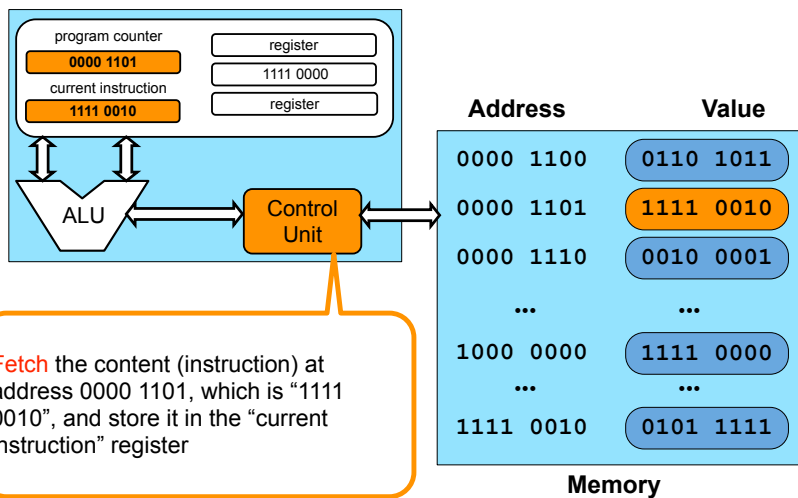 program counter
0000 1101
current instruction
1111 0010
register
1111 0000
register
ALU
Control
Unit
Address Value
0000 1100 0110 1011
0000 1101 1111 0010
0000 1110 0010 0001
... ...
1000 0000 1111 0000
... ...
1111 0010 0101 1111
Memory
Fetch the content (instruction) at
address 0000 1101, which is “1111
0010”, and store it in the “current
instruction” register